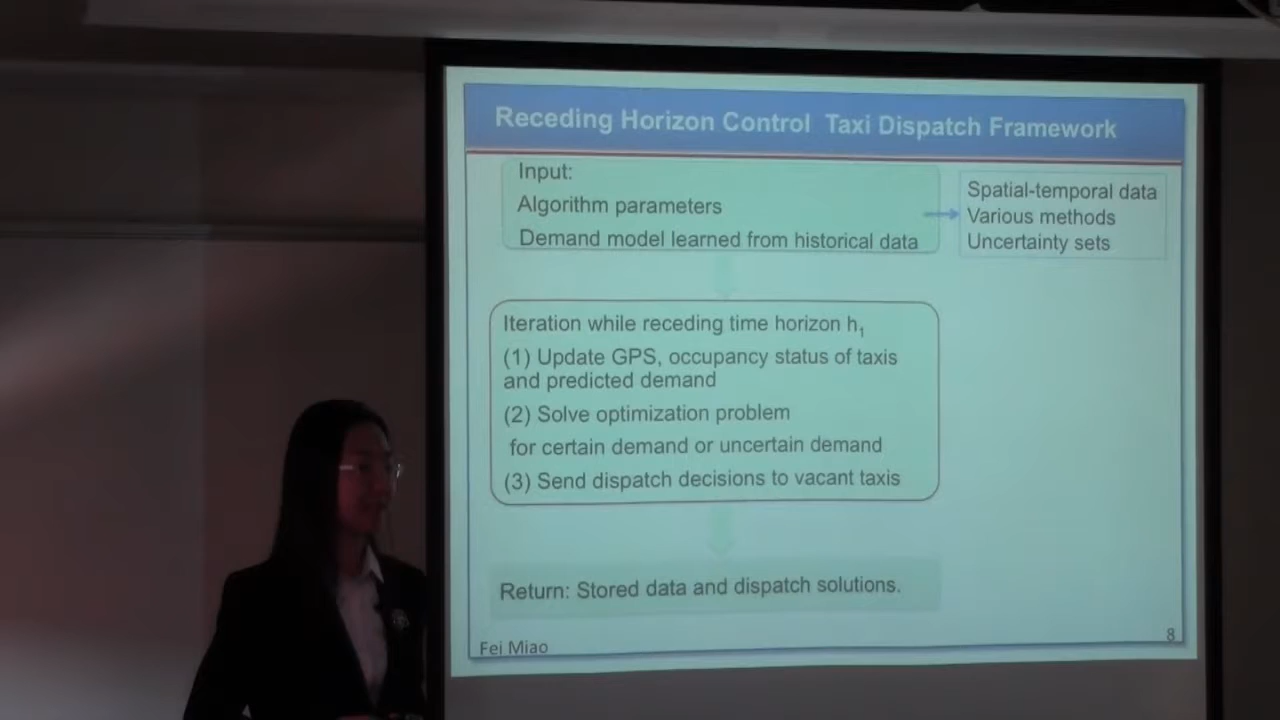 Receding Horizon Control Taxi Dispatch Framework
Input:
Algorithm parameters
Demand model learned from historical data
Spatial-temporal data
Various methods
Uncertainty sets
Iteration while receding time horizon h1
(1) Update GPS, occupancy status of taxis
and predicted demand
(2) Solve optimization problem
for certain demand or uncertain demand
(3) Send dispatch decisions to vacant taxis
Return: Stored data and dispatch solutions.
Fei Miao
8